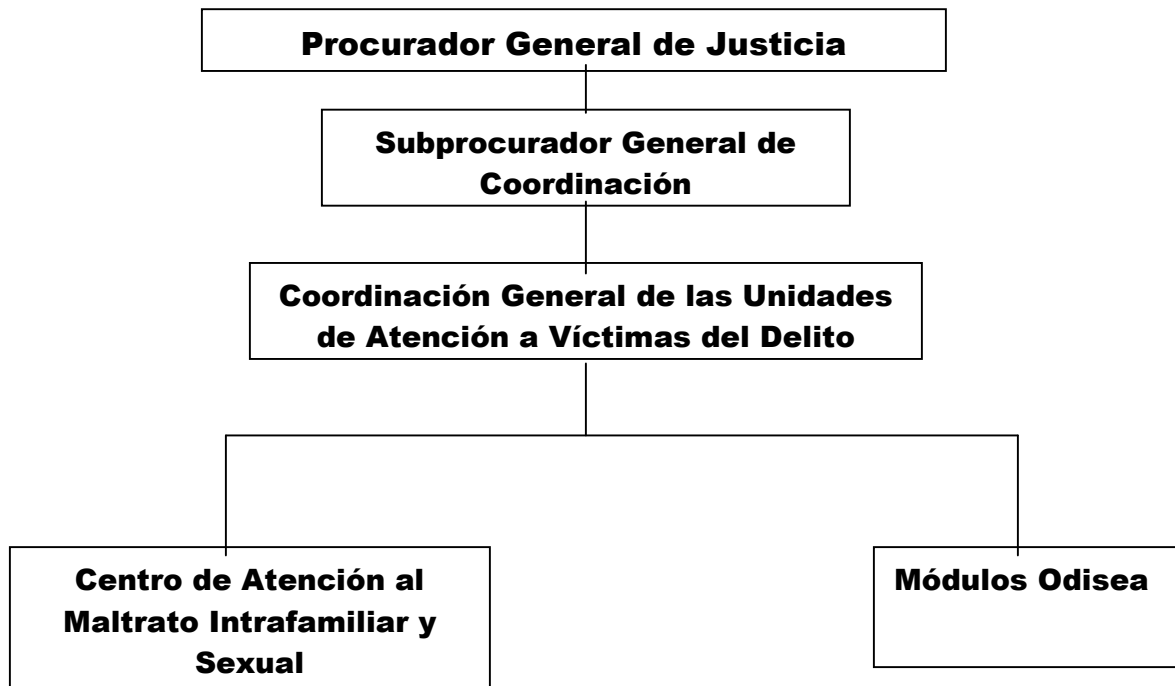 Procurador General de Justicia
Subprocurador General de
Coordinación
Coordinación General de las Unidades
de Atención a Víctimas del Delito
Centro de Atención al
Maltrato Intrafamiliar y
Sexual
Módulos Odisea